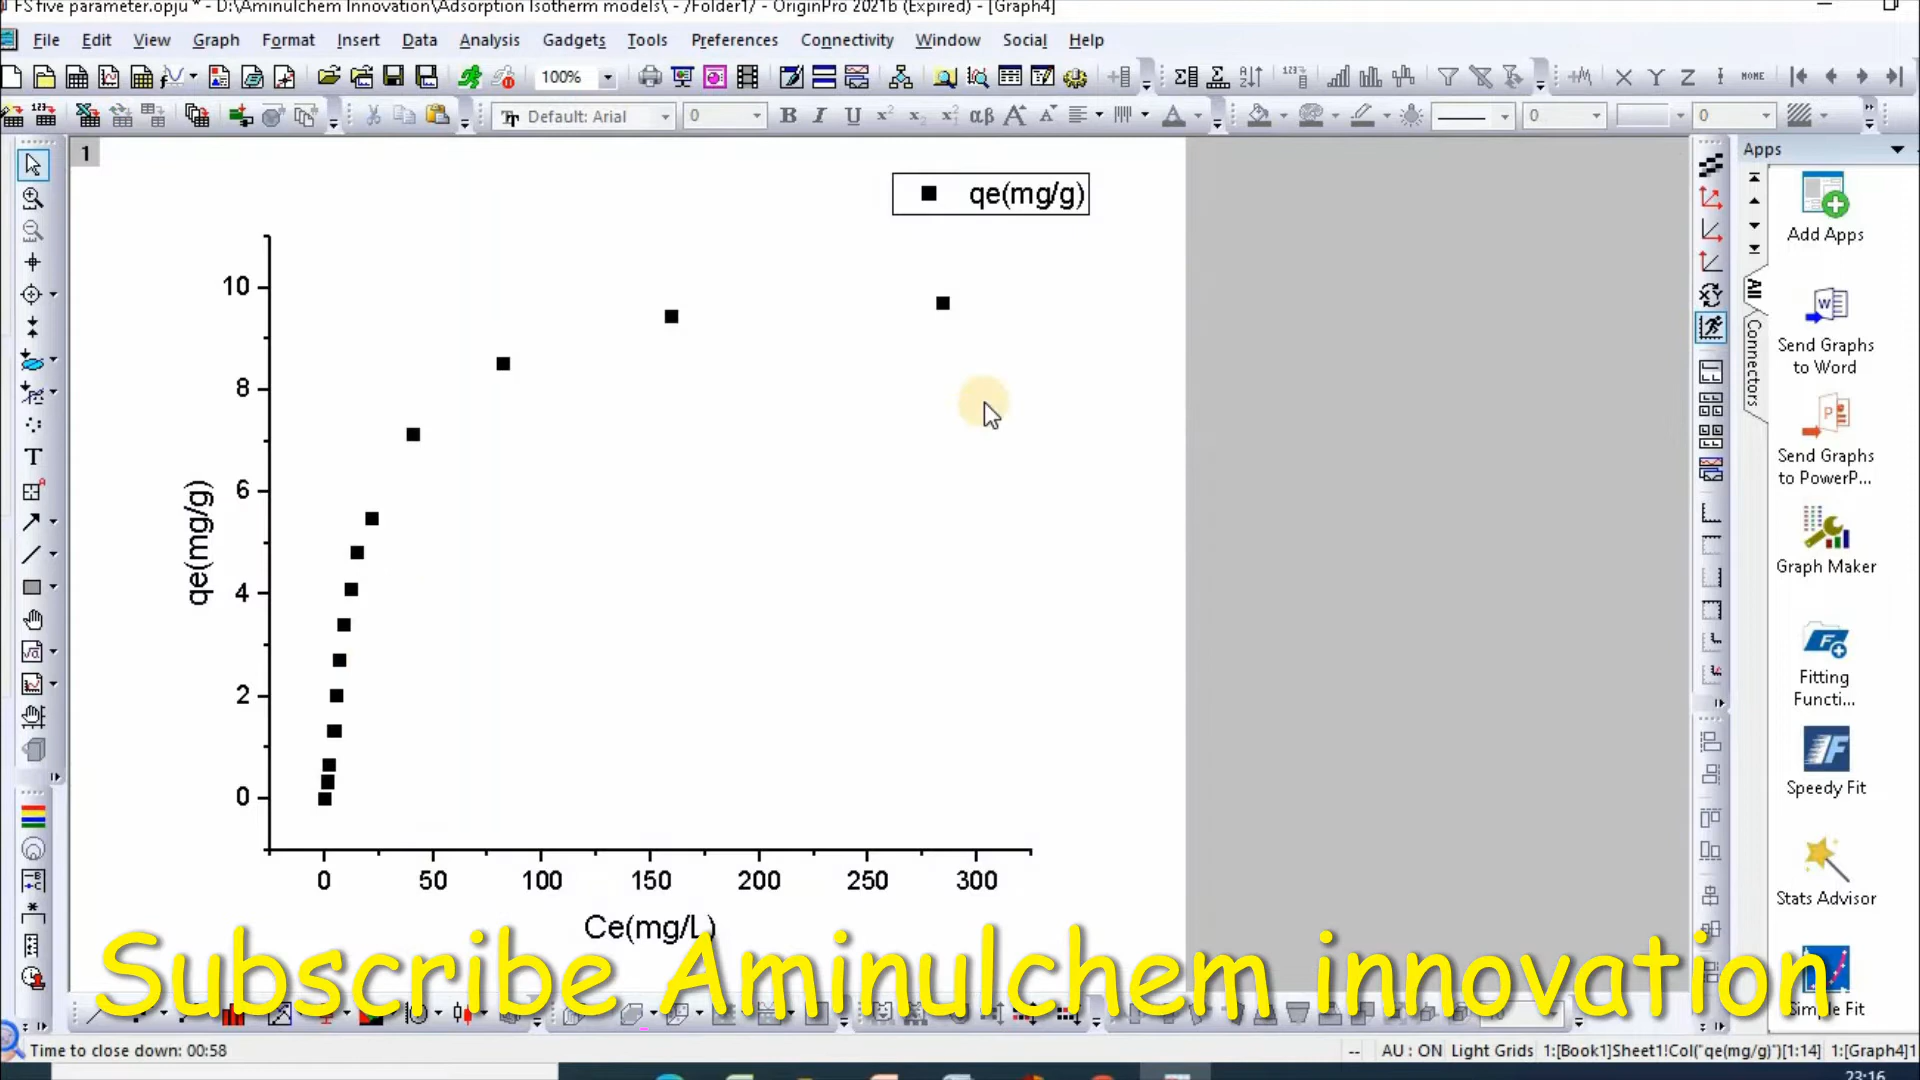 FS five parameter.opju * - D:\Aminulchem Innovation\Adsorption Isotherm models\ - /Folder1/ - OriginPro 2021b (Expired) - [Graph4]
File Edit View Graph Format Insert Data Analysis Gadgets Tools Preferences Connectivity Window Social Help
100%
X Y Z HOME
Default: Arial 0 B I U αβ A 0 0
1
Apps
qe(mg/g)
Add Apps
All
Connectors
Send Graphs
to Word
Send Graphs
to PowerP...
Graph Maker
Fitting
Functi...
Speedy Fit
Stats Advisor
Simple Fit
T
10
8
6
4
2
0
qe(mg/g)
0 50 100 150 200 250 300
Ce(mg/L)
Subscribe Aminulchem innovation
Time to close down: 00:58
-- AU : ON Light Grids 1:[Book1]Sheet1!Col("qe(mg/g)")[1:14] 1:[Graph4]1
23:16